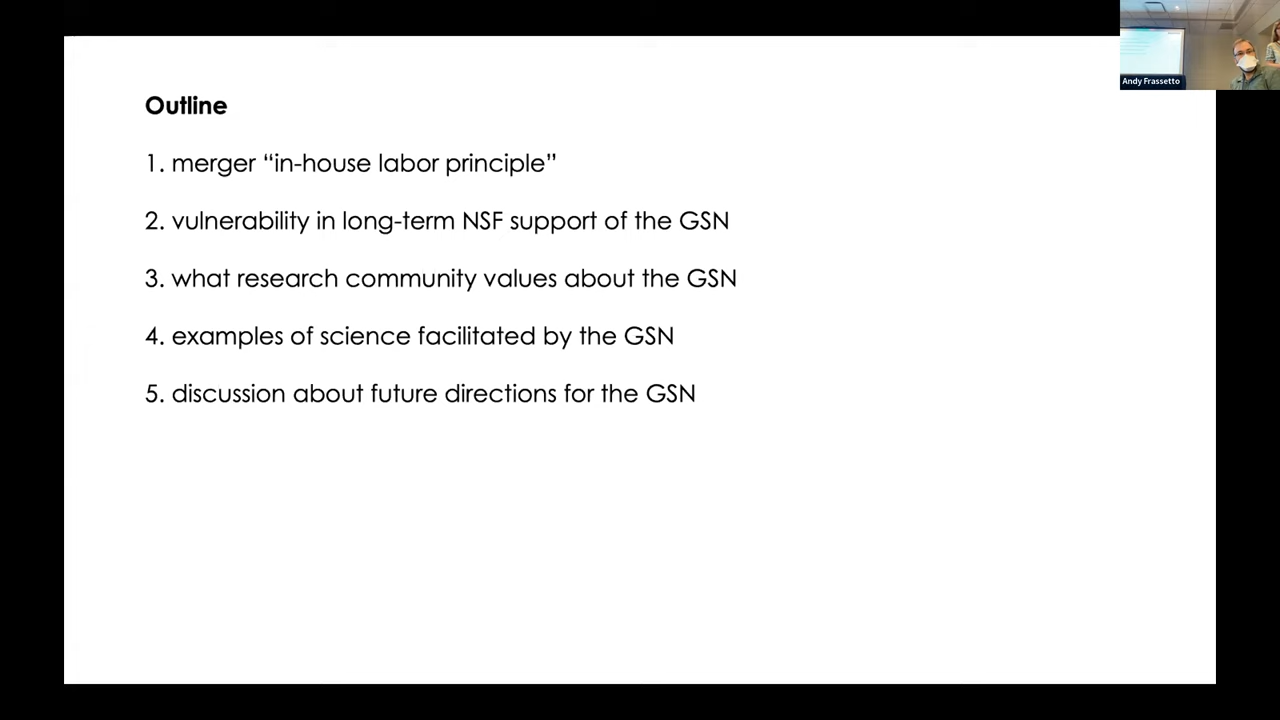 Outline
1. merger “in-house labor principle”
2. vulnerability in long-term NSF support of the GSN
3. what research community values about the GSN
4. examples of science facilitated by the GSN
5. discussion about future directions for the GSN
Andy Frassetto